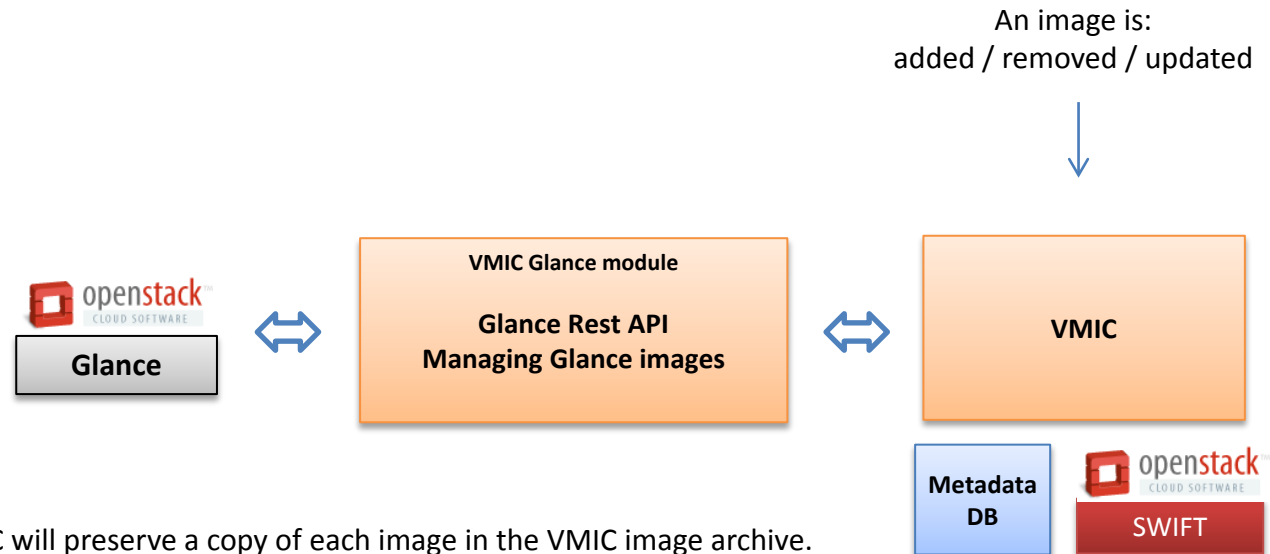 An image is:
added / removed / updated
openstack
CLOUD SOFTWARE
Glance
VMIC Glance module
Glance Rest API
Managing Glance images
VMIC
Metadata
DB
openstack
CLOUD SOFTWARE
SWIFT
C will preserve a copy of each image in the VMIC image archive.